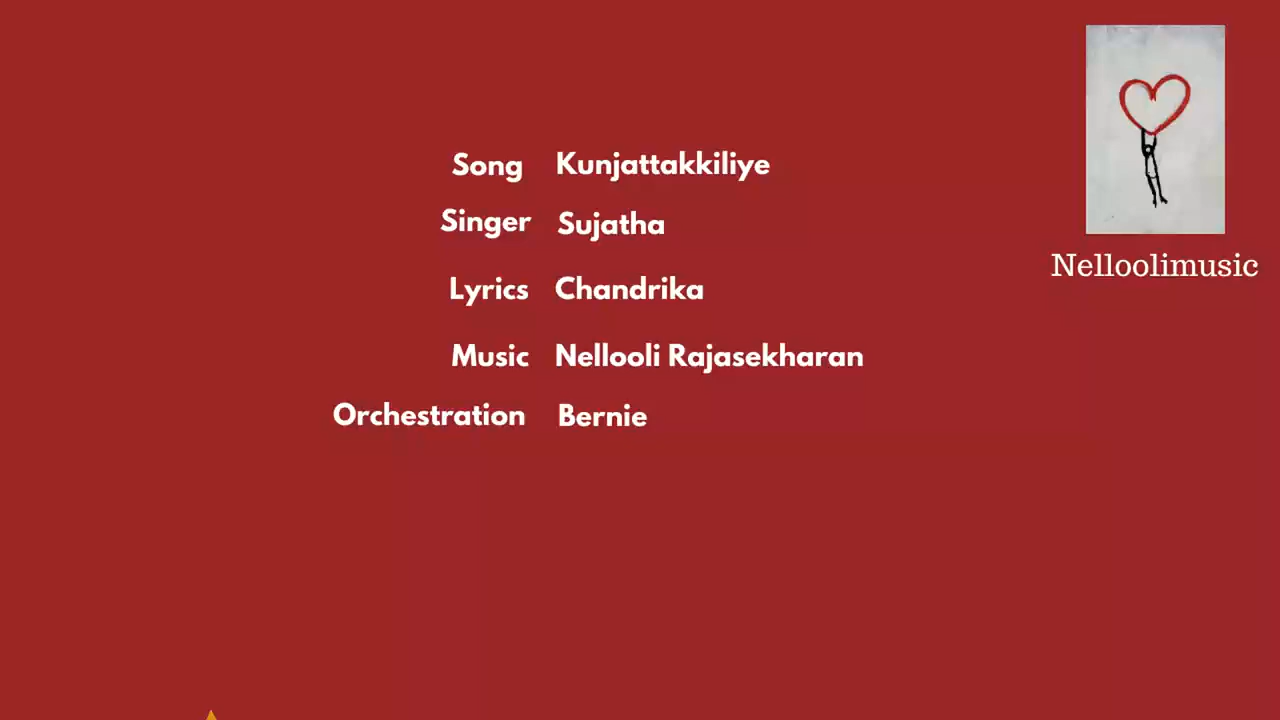 Song Kunjattakkiliye
Singer Sujatha
Lyrics Chandrika
Music Nellooli Rajasekharan
Orchestration Bernie
Nelloolimusic